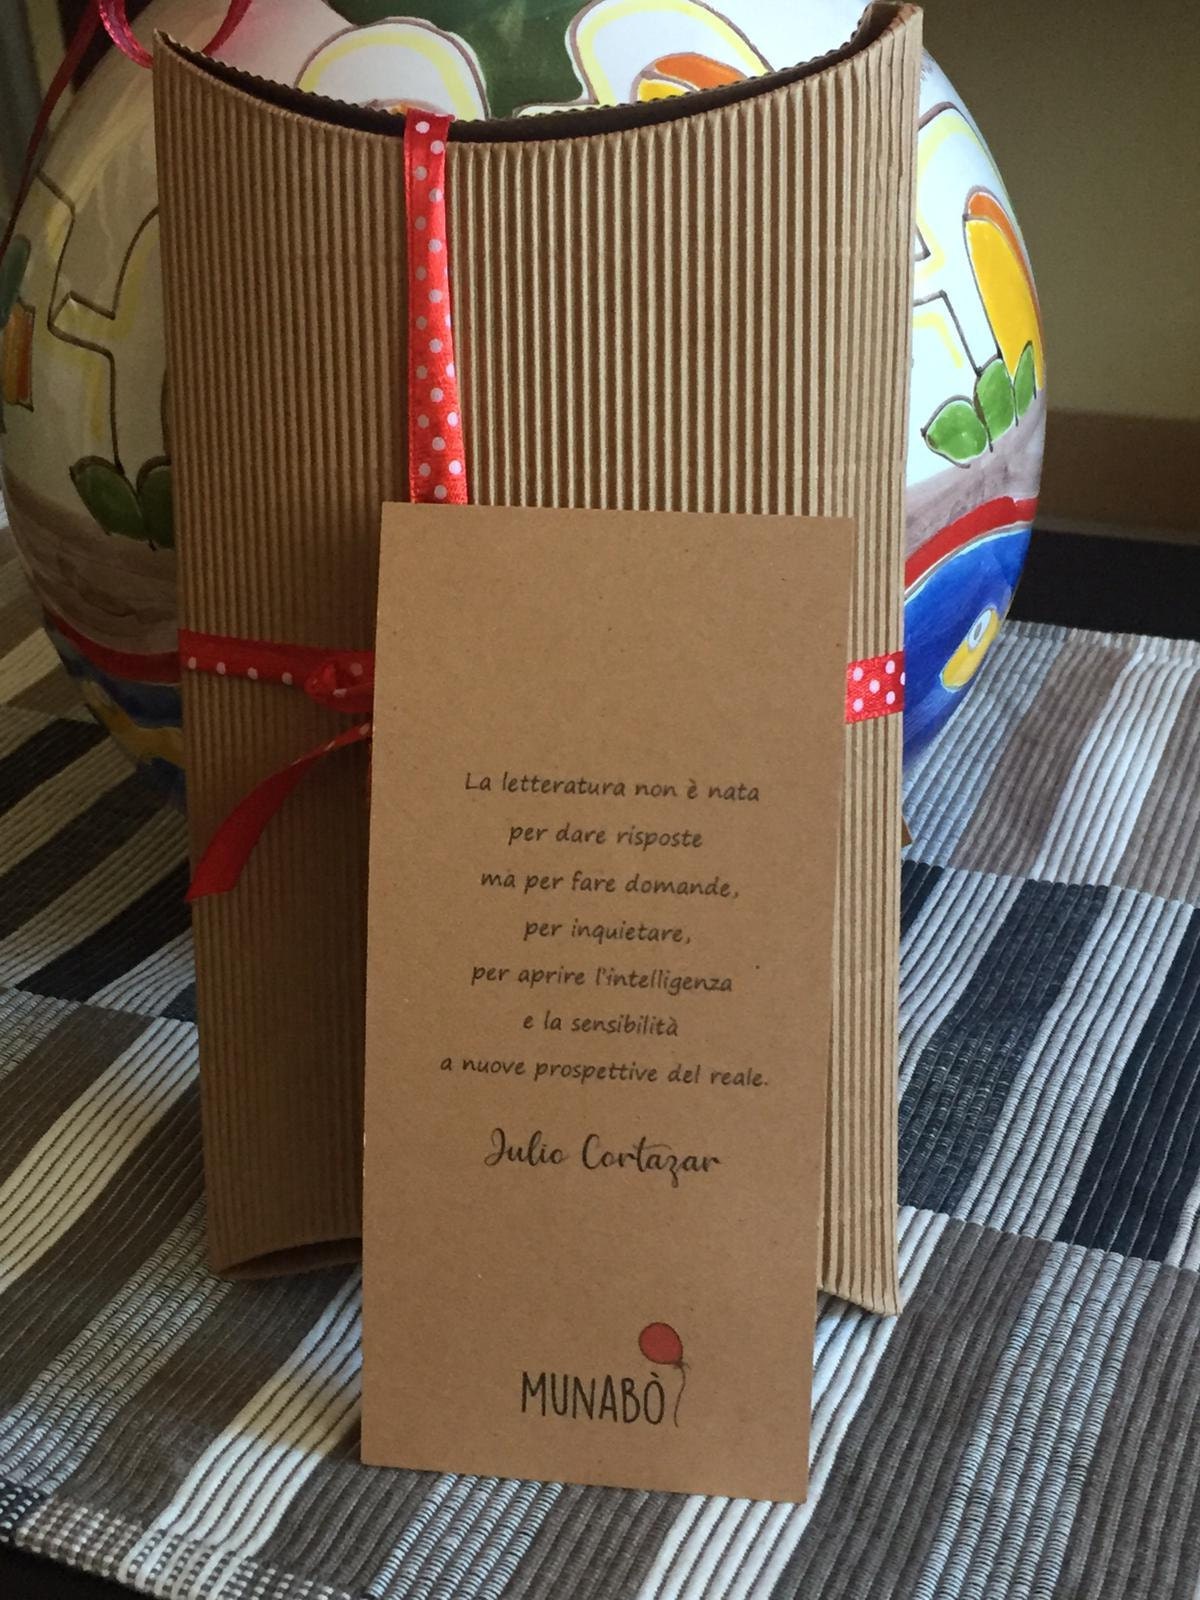 La letteratura non è nata
per dare risposte
ma per fare domande,
per inquietare,
per aprire l'intelligenza
e la sensibilità
a nuove prospettive del reale.
Julio Cortazar
MUNABÒ